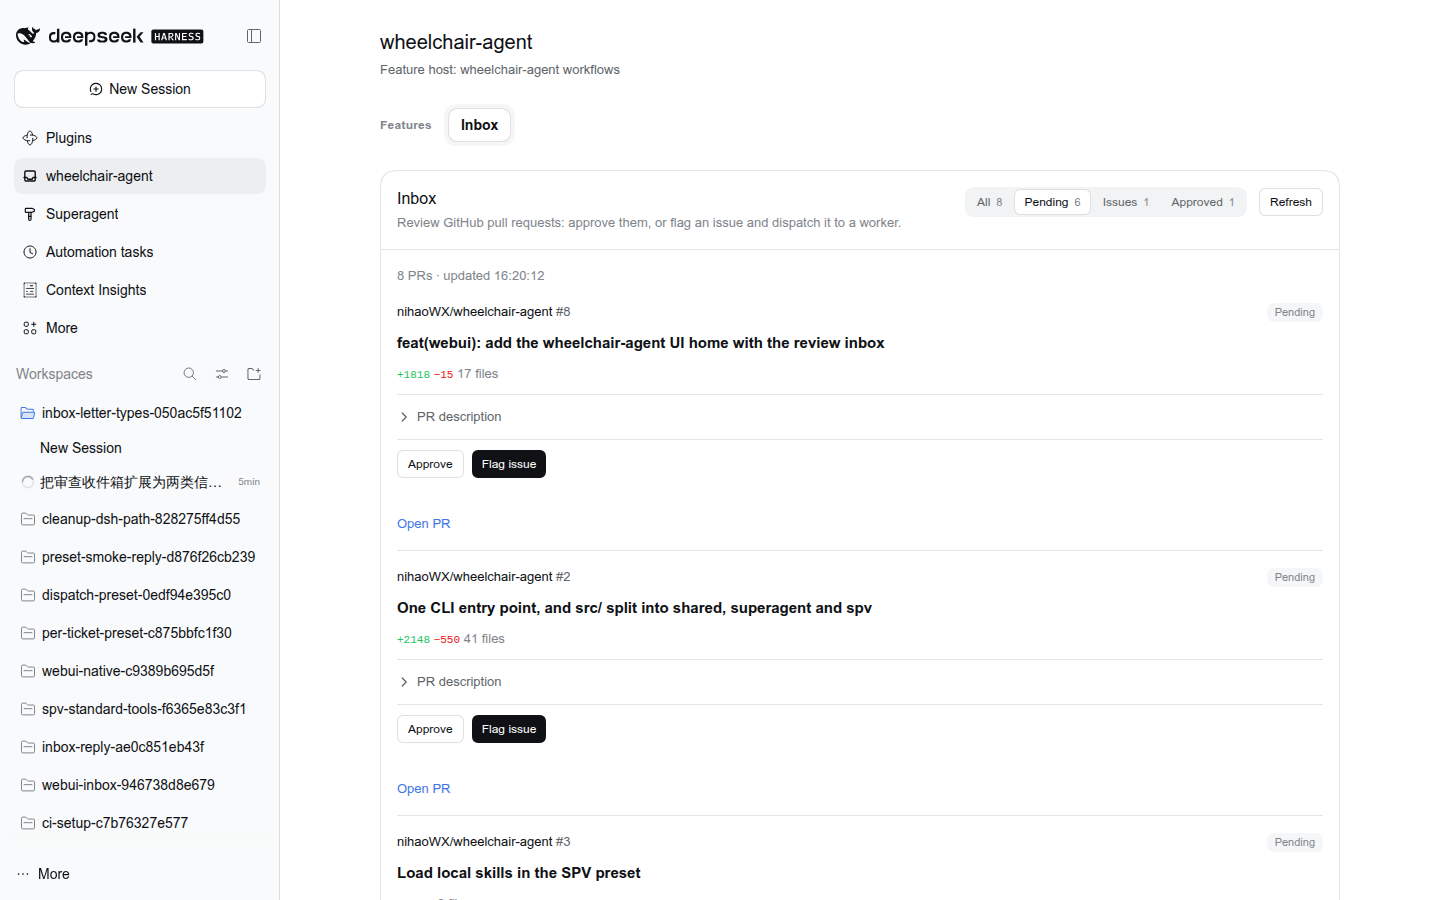 deepseek HARNESS
New Session
Plugins
wheelchair-agent
Superagent
Automation tasks
Context Insights
More
Workspaces
inbox-letter-types-050ac5f51102
New Session
把审查收件箱扩展为两类信… 5min
cleanup-dsh-path-828275ff4d55
preset-smoke-reply-d876f26cb239
dispatch-preset-0edf94e395c0
per-ticket-preset-c875bbfc1f30
webui-native-c9389b695d5f
spv-standard-tools-f6365e83c3f1
inbox-reply-ae0c851eb43f
webui-inbox-946738d8e679
ci-setup-c7b76327e577
More
wheelchair-agent
Feature host: wheelchair-agent workflows
Features Inbox
Inbox
Review GitHub pull requests: approve them, or flag an issue and dispatch it to a worker.
All 8 Pending 6 Issues 1 Approved 1 Refresh
8 PRs · updated 16:20:12
nihaoWX/wheelchair-agent #8 Pending
feat(webui): add the wheelchair-agent UI home with the review inbox
+1818 −15 17 files
PR description
Approve Flag issue
Open PR
nihaoWX/wheelchair-agent #2 Pending
One CLI entry point, and src/ split into shared, superagent and spv
+2148 −550 41 files
PR description
Approve Flag issue
Open PR
nihaoWX/wheelchair-agent #3 Pending
Load local skills in the SPV preset